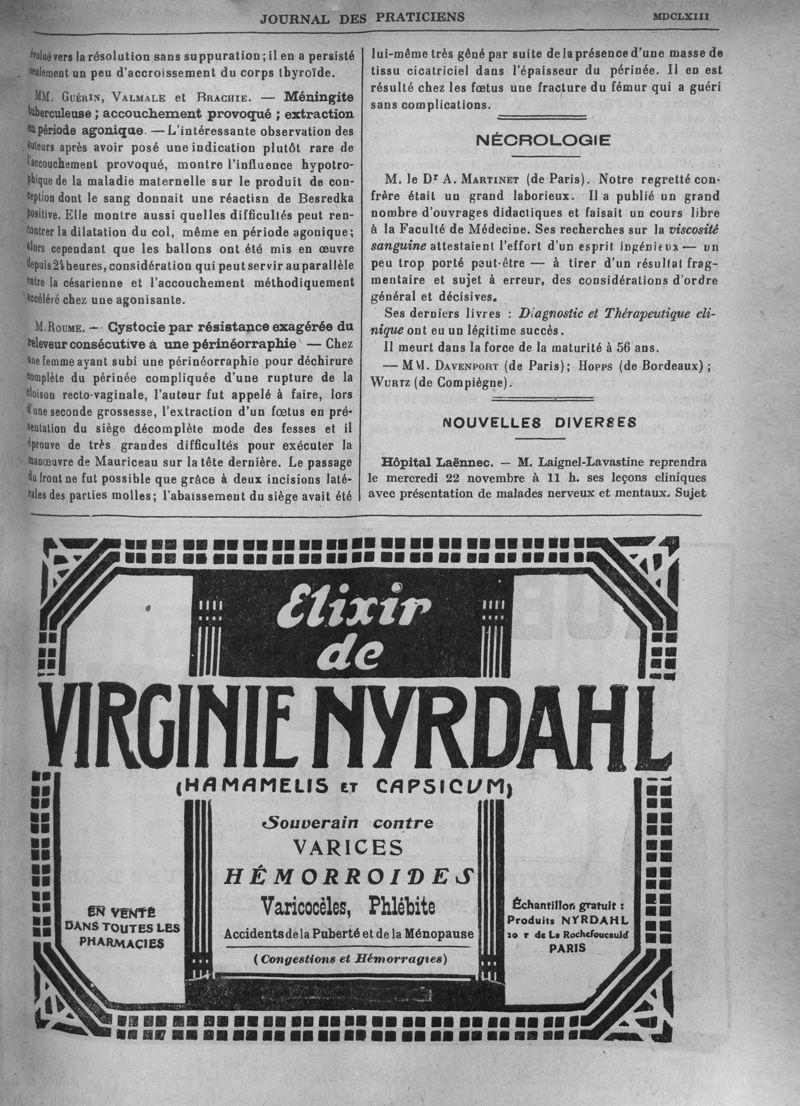 JOURNAL DES PRATICIENS
MDCLXIII
évolué vers la résolution sans suppuration ; il en a persisté
seulement un peu d'accroissement du corps thyroïde.
MM. Guérin, Valmale et Brachie. — Méningite
tuberculeuse ; accouchement provoqué ; extraction
en période agonique. — L'intéressante observation des
auteurs après avoir posé une indication plutôt rare de
l'accouchement provoqué, montre l'influence hypotro-
phique de la maladie maternelle sur le produit de con-
ception dont le sang donnait une réactisn de Besredka
positive. Elle montre aussi quelles difficultés peut ren-
contrer la dilatation du col, même en période agonique ;
alors cependant que les ballons ont été mis en œuvre
depuis 24 heures, considération qui peut servir au parallèle
entre la césarienne et l'accouchement méthodiquement
accéléré chez une agonisante.
M. Roume. — Cystocie par résistance exagérée du
releveur consécutive à une périnéorraphie — Chez
une femme ayant subi une périnéorraphie pour déchirure
complète du périnée compliquée d'une rupture de la
cloison recto-vaginale, l'auteur fut appelé à faire, lors
d'une seconde grossesse, l'extraction d'un fœtus en pré-
sentation du siège décomplète mode des fesses et il
éprouve de très grandes difficultés pour exécuter la
manœuvre de Mauriceau sur la tête dernière. Le passage
du front ne fut possible que grâce à deux incisions laté-
rales des parties molles ; l'abaissement du siège avait été
lui-même très gêné par suite de la présence d'une masse de
tissu cicatriciel dans l'épaisseur du périnée. Il en est
résulté chez les fœtus une fracture du fémur qui a guéri
sans complications.
NÉCROLOGIE
M. le Dr A. Martinet (de Paris). Notre regretté con-
frère était un grand laborieux. Il a publié un grand
nombre d'ouvrages didactiques et faisait un cours libre
à la Faculté de Médecine. Ses recherches sur la viscosité
sanguine attestaient l'effort d'un esprit ingénieux — un
peu trop porté peut-être — à tirer d'un résultat frag-
mentaire et sujet à erreur, des considérations d'ordre
général et décisives.
Ses derniers livres : Diagnostic et Thérapeutique cli-
nique ont eu un légitime succès.
Il meurt dans la force de la maturité à 56 ans.
— MM. Davenport (de Paris) ; Hopps (de Bordeaux) ;
Wurtz (de Compiègne).
NOUVELLES DIVERSES
Hôpital Laënnec. — M. Laignel-Lavastine reprendra
le mercredi 22 novembre à 11 h. ses leçons cliniques
avec présentation de malades nerveux et mentaux. Sujet
Elixir
de
VIRGINIE NYRDAHL
(HAMAMELIS ET CAPSICUM)
Souverain contre
VARICES
HÉMORROIDES
Varicocèles, Phlébite
Accidents de la Puberté et de la Ménopause
(Congestions et Hémorragies)
EN VENTE
DANS TOUTES LES
PHARMACIES
Échantillon gratuit :
Produits NYRDAHL
20 r de La Rochefoucauld
PARIS